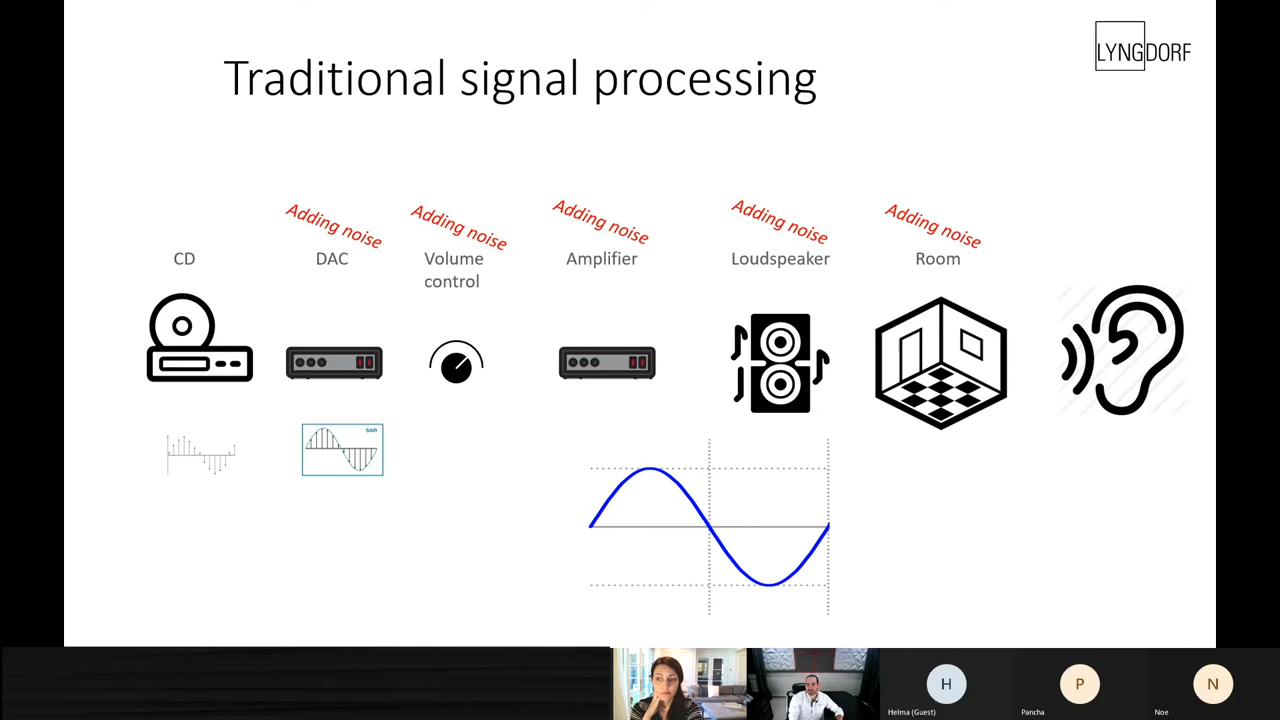 LYNGDORF
Traditional signal processing
Adding noise
Adding noise
Adding noise
Adding noise
Adding noise
CD
DAC
Volume
control
Amplifier
Loudspeaker
Room
SAR
H
P
N
Helma (Guest)
Pancha
Noe